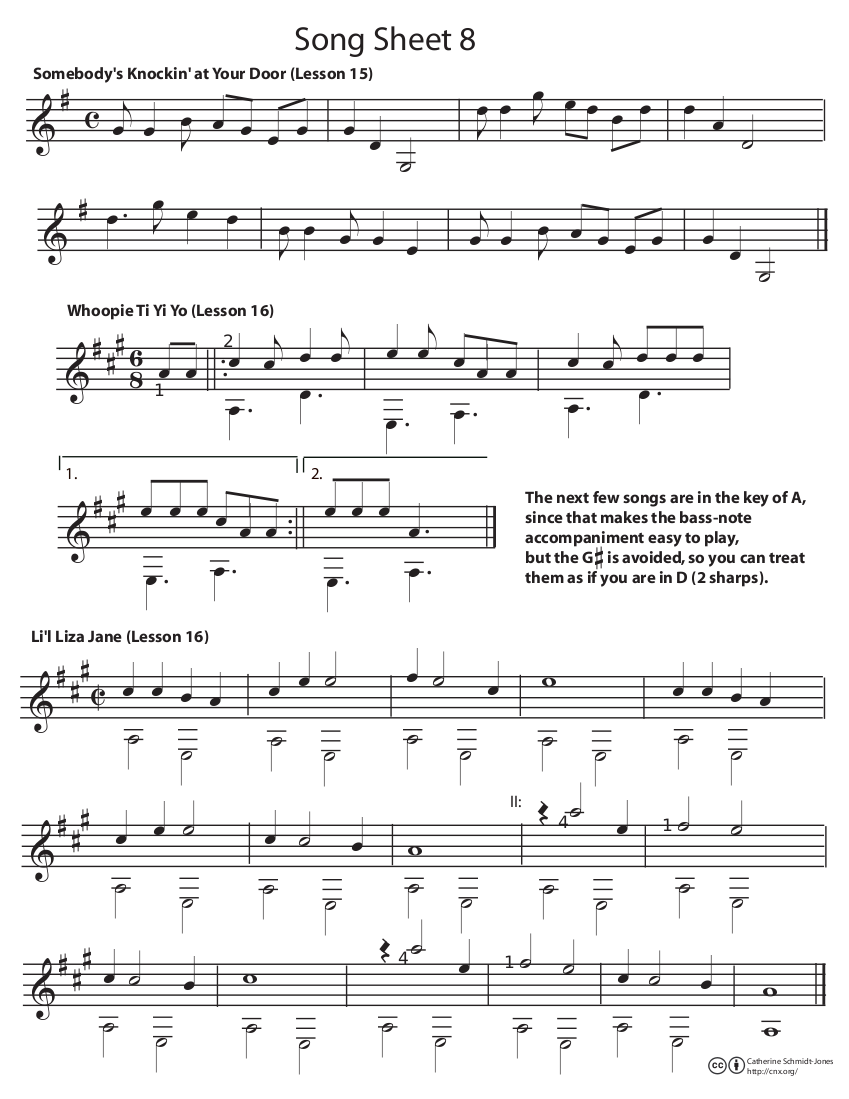 Song Sheet 8
Somebody's Knockin' at Your Door (Lesson 15)
Whoopie Ti Yi Yo (Lesson 16)
6
8
1
2
1.
2.
The next few songs are in the key of A,
since that makes the bass-note
accompaniment easy to play,
but the G♯ is avoided, so you can treat
them as if you are in D (2 sharps).
Li'l Liza Jane (Lesson 16)
II:
4
1
4
1
cc
Catherine Schmidt-Jones
http://cnx.org/